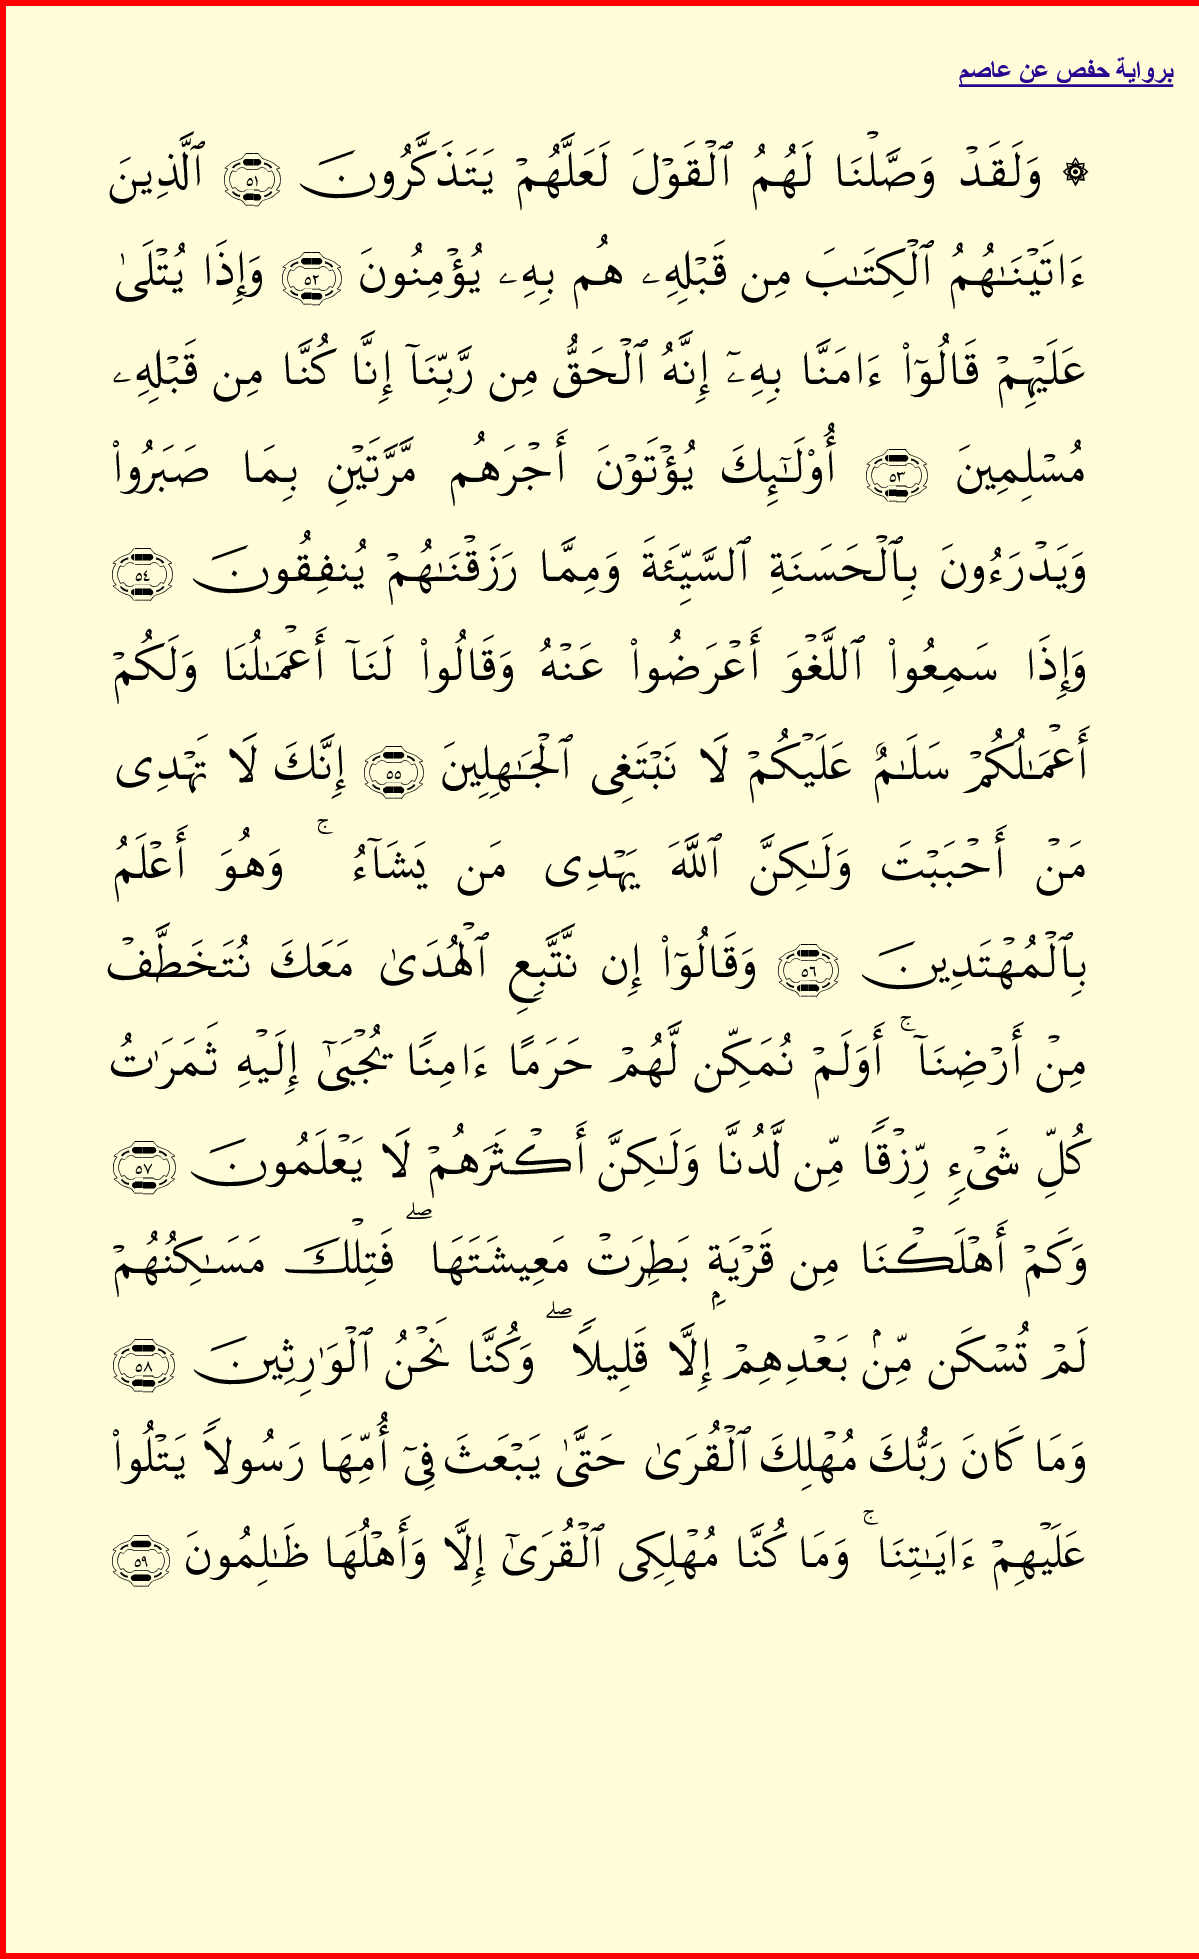 برواية حفص عن عاصم
۞ وَلَقَدْ وَصَّلْنَا لَهُمُ ٱلْقَوْلَ لَعَلَّهُمْ يَتَذَكَّرُونَ ٥١ ٱلَّذِينَ
ءَاتَيْنَـٰهُمُ ٱلْكِتَـٰبَ مِن قَبْلِهِۦ هُم بِهِۦ يُؤْمِنُونَ ٥٢ وَإِذَا يُتْلَىٰ
عَلَيْهِمْ قَالُوٓا۟ ءَامَنَّا بِهِۦٓ إِنَّهُ ٱلْحَقُّ مِن رَّبِّنَآ إِنَّا كُنَّا مِن قَبْلِهِۦ
مُسْلِمِينَ ٥٣ أُو۟لَـٰٓئِكَ يُؤْتَوْنَ أَجْرَهُم مَّرَّتَيْنِ بِمَا صَبَرُوا۟
وَيَدْرَءُونَ بِٱلْحَسَنَةِ ٱلسَّيِّئَةَ وَمِمَّا رَزَقْنَـٰهُمْ يُنفِقُونَ ٥٤
وَإِذَا سَمِعُوا۟ ٱللَّغْوَ أَعْرَضُوا۟ عَنْهُ وَقَالُوا۟ لَنَآ أَعْمَـٰلُنَا وَلَكُمْ
أَعْمَـٰلُكُمْ سَلَـٰمٌ عَلَيْكُمْ لَا نَبْتَغِى ٱلْجَـٰهِلِينَ ٥٥ إِنَّكَ لَا تَهْدِى
مَنْ أَحْبَبْتَ وَلَـٰكِنَّ ٱللَّهَ يَهْدِى مَن يَشَآءُ ۚ وَهُوَ أَعْلَمُ
بِٱلْمُهْتَدِينَ ٥٦ وَقَالُوٓا۟ إِن نَّتَّبِعِ ٱلْهُدَىٰ مَعَكَ نُتَخَطَّفْ
مِنْ أَرْضِنَآ ۚ أَوَلَمْ نُمَكِّن لَّهُمْ حَرَمًا ءَامِنًا يُجْبَىٰٓ إِلَيْهِ ثَمَرَٰتُ
كُلِّ شَىْءٍ رِّزْقًا مِّن لَّدُنَّا وَلَـٰكِنَّ أَكْثَرَهُمْ لَا يَعْلَمُونَ ٥٧
وَكَمْ أَهْلَكْنَا مِن قَرْيَةٍۭ بَطِرَتْ مَعِيشَتَهَا ۖ فَتِلْكَ مَسَـٰكِنُهُمْ
لَمْ تُسْكَن مِّنۢ بَعْدِهِمْ إِلَّا قَلِيلًا ۖ وَكُنَّا نَحْنُ ٱلْوَٰرِثِينَ ٥٨
وَمَا كَانَ رَبُّكَ مُهْلِكَ ٱلْقُرَىٰ حَتَّىٰ يَبْعَثَ فِىٓ أُمِّهَا رَسُولًا يَتْلُوا۟
عَلَيْهِمْ ءَايَـٰتِنَا ۚ وَمَا كُنَّا مُهْلِكِى ٱلْقُرَىٰٓ إِلَّا وَأَهْلُهَا ظَـٰلِمُونَ ٥٩